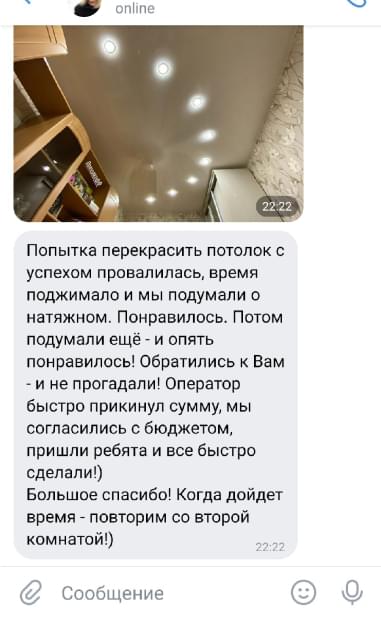 online
22:22
Попытка перекрасить потолок с
успехом провалилась, время
поджимало и мы подумали о
натяжном. Понравилось. Потом
подумали ещё - и опять
понравилось! Обратились к Вам
- и не прогадали! Оператор
быстро прикинул сумму, мы
согласились с бюджетом,
пришли ребята и все быстро
сделали!)
Большое спасибо! Когда дойдет
время - повторим со второй
комнатой!)
22:22
Сообщение